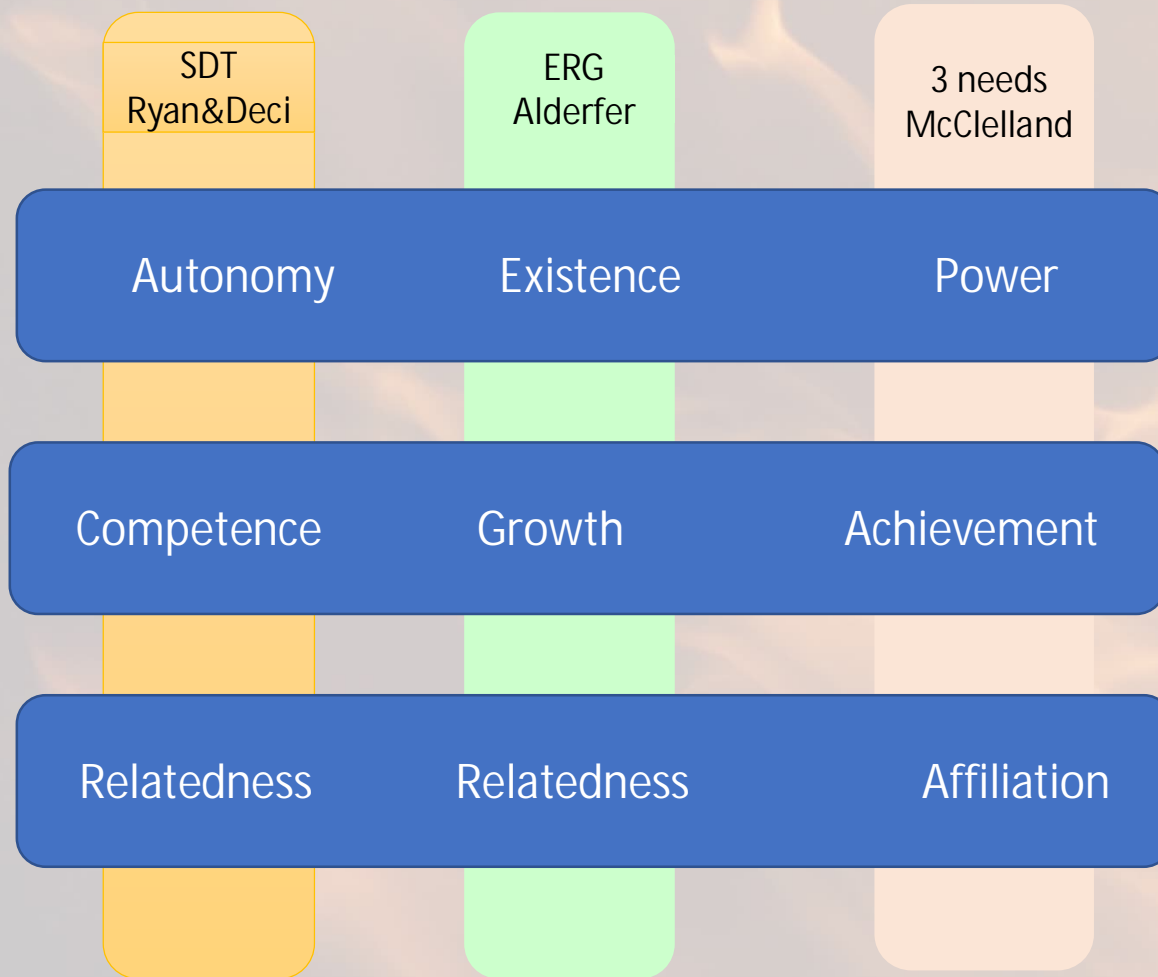 SDT
Ryan&Deci
ERG
Alderfer
3 needs
McClelland
Autonomy
Existence
Power
Competence
Growth
Achievement
Relatedness
Relatedness
Affiliation